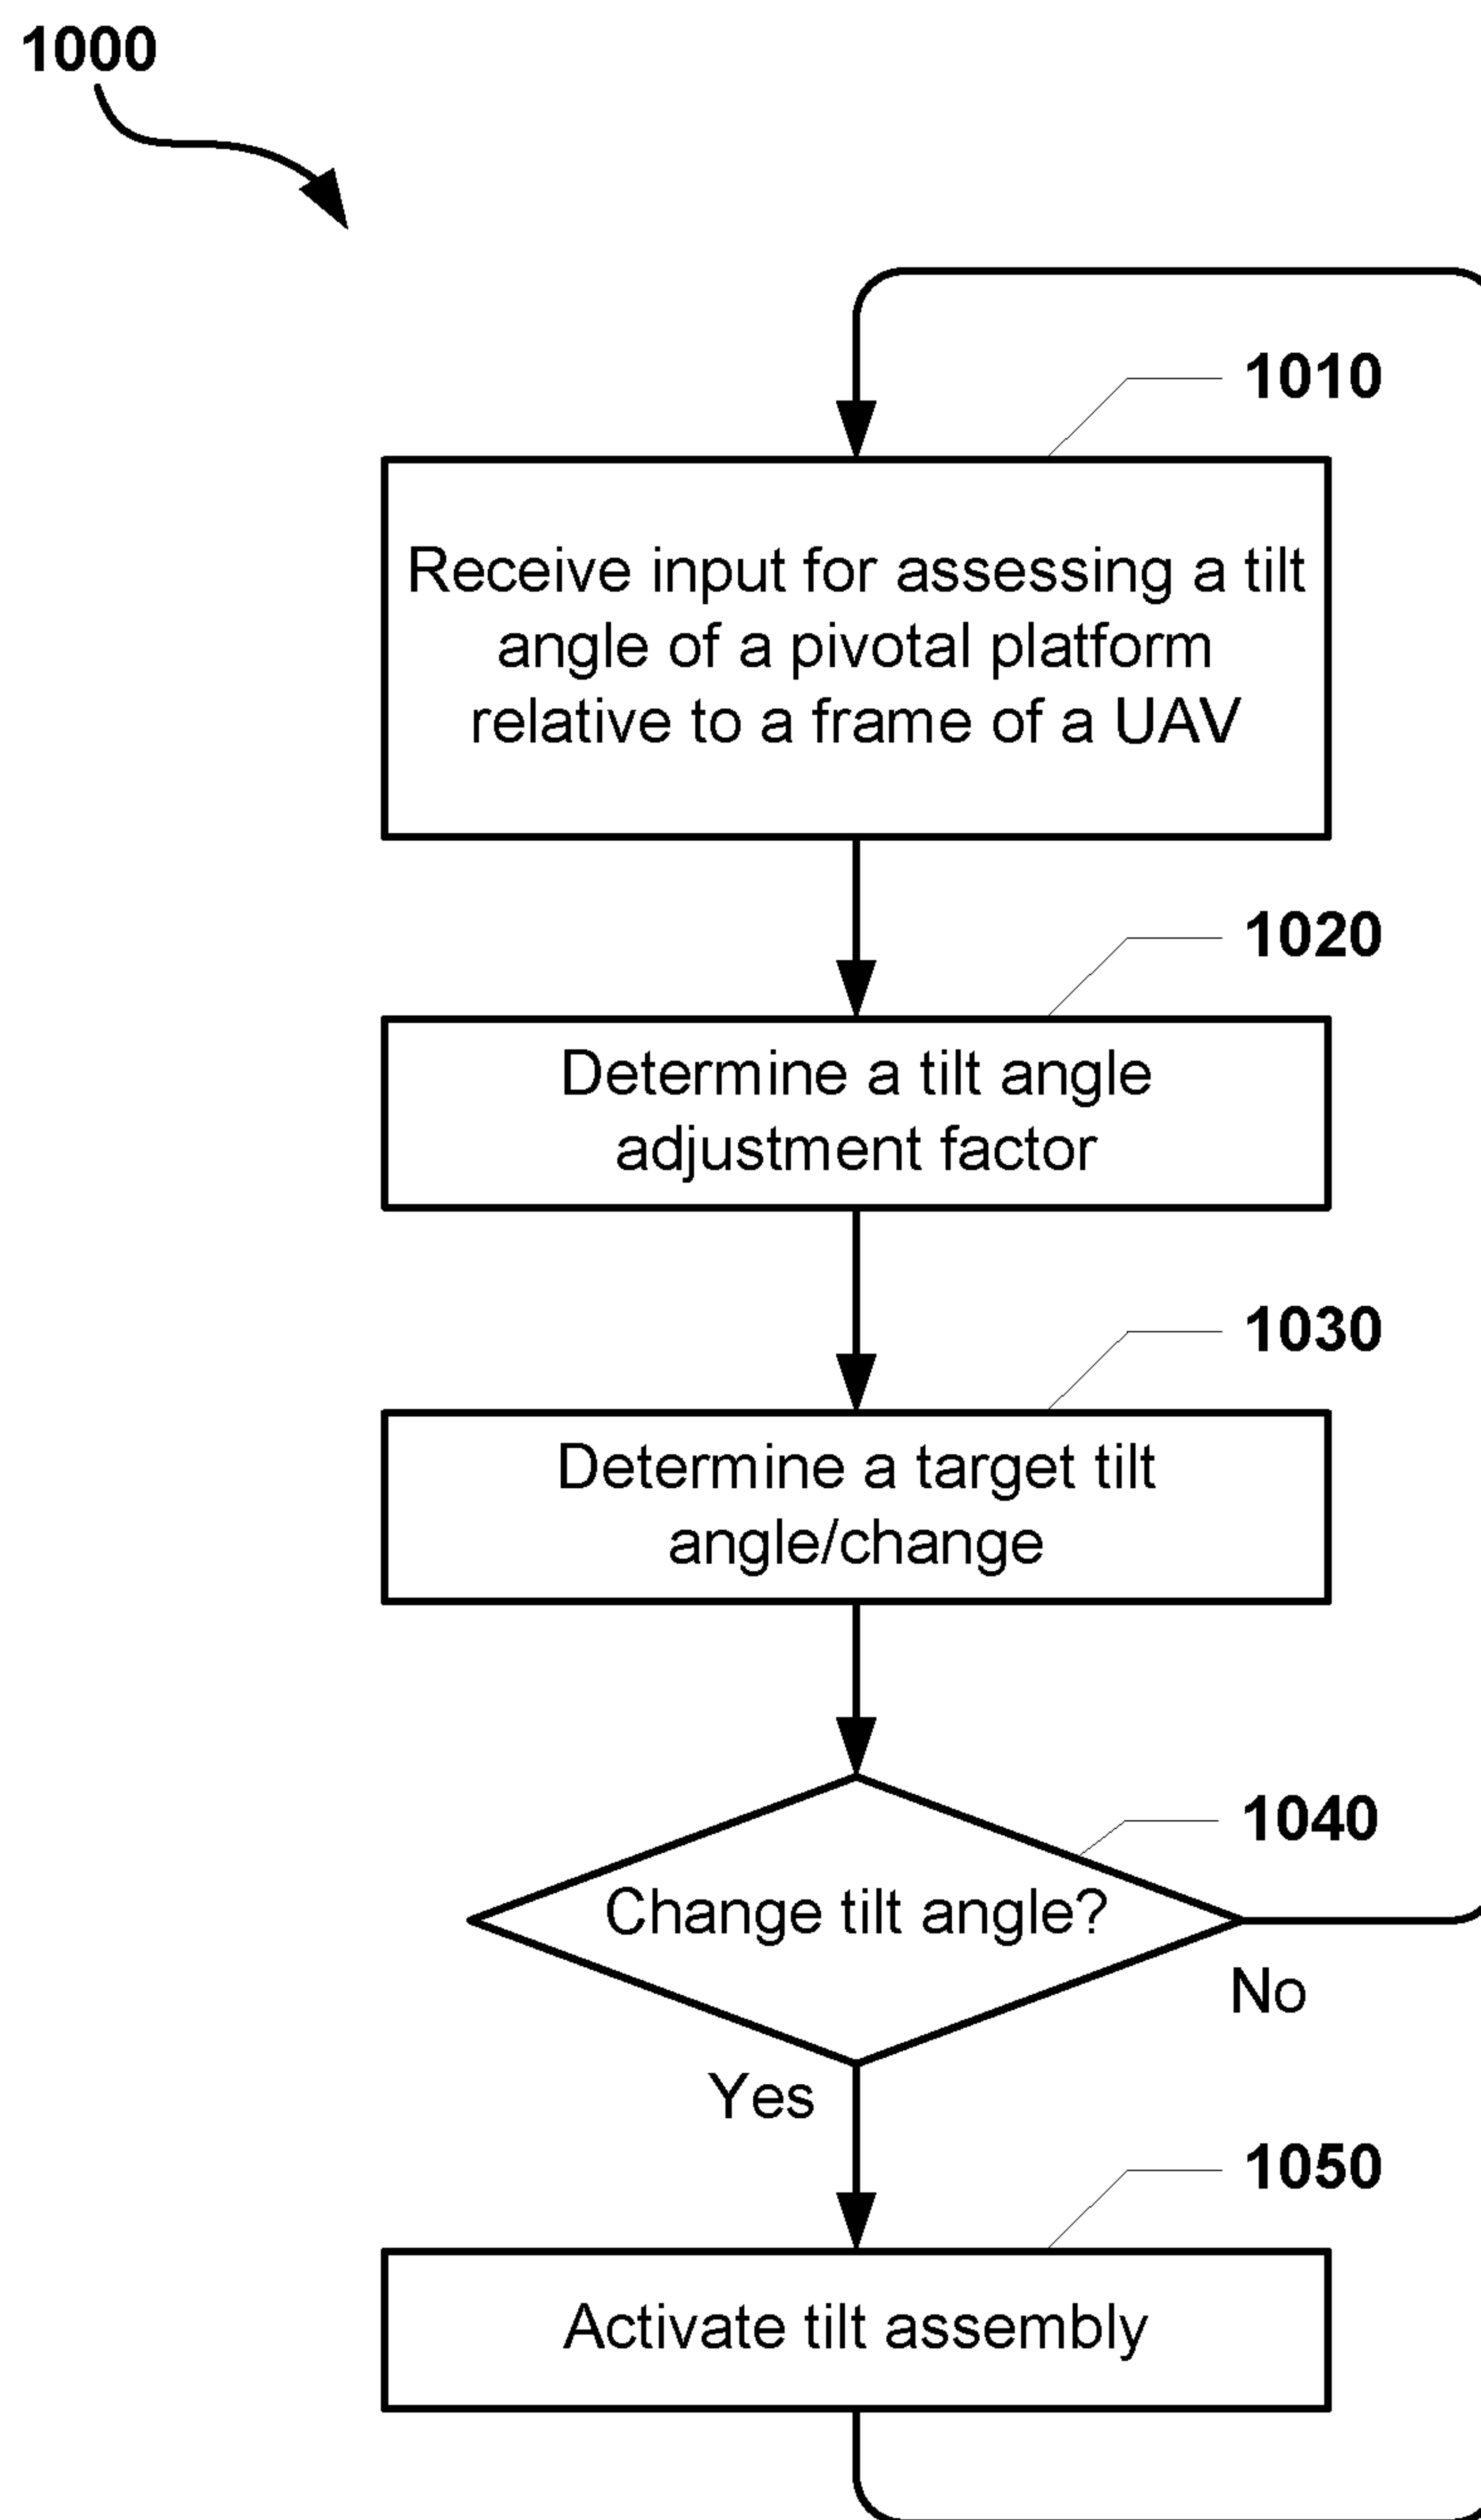 1000
1010
Receive input for assessing a tilt
angle of a pivotal platform
relative to a frame of a UAV
1020
Determine a tilt angle
adjustment factor
1030
Determine a target tilt
angle/change
1040
Change tilt angle?
No
Yes
1050
Activate tilt assembly